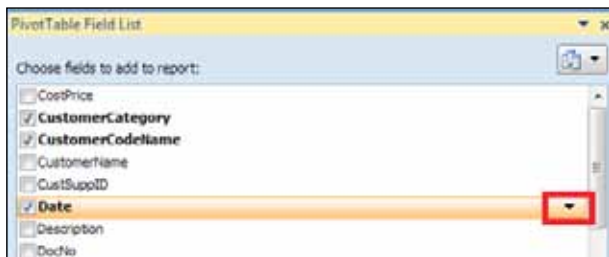 PivotTable Field List
Choose fields to add to report:
CostPrice
CustomerCategory
CustomerCodeName
CustomerName
CustSuppID
Date
Description
DocNo